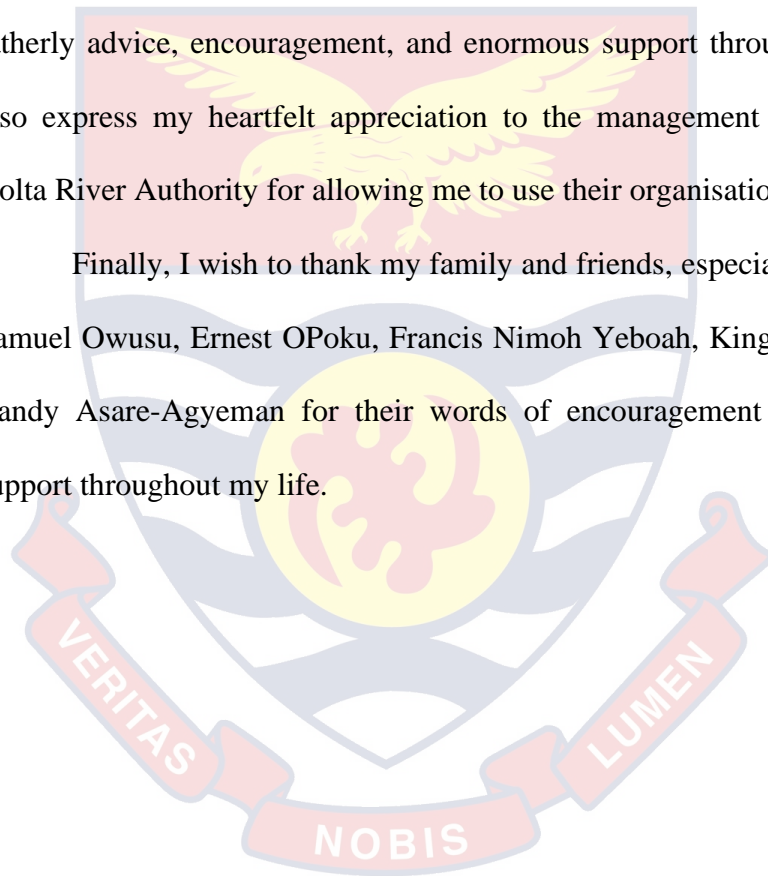 therly advice, encouragement, and enormous support throu
so express my heartfelt appreciation to the management
olta River Authority for allowing me to use their organisatio
Finally, I wish to thank my family and friends, especia
amuel Owusu, Ernest OPoku, Francis Nimoh Yeboah, King
andy Asare-Agyeman for their words of encouragement
upport throughout my life.
VERITAS
NOBIS
LUMEN